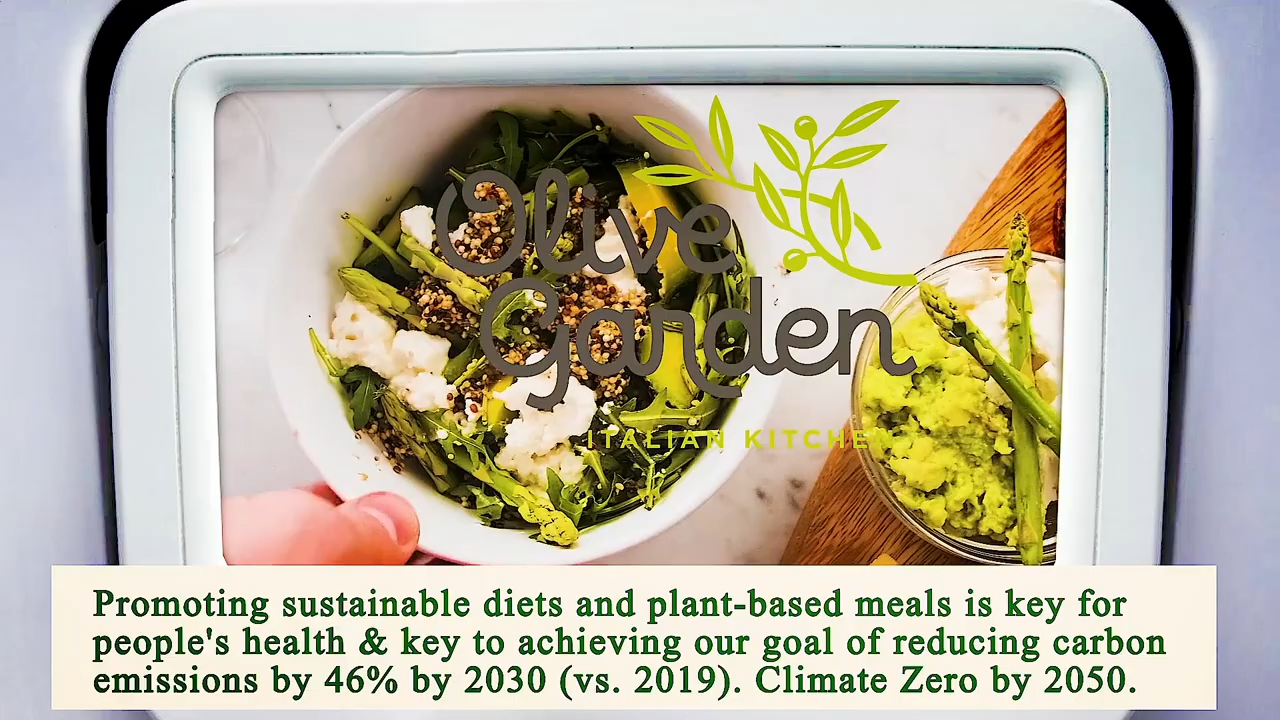 Olive
Garden
ITALIAN KITCHEN
Promoting sustainable diets and plant-based meals is key for
people's health & key to achieving our goal of reducing carbon
emissions by 46% by 2030 (vs. 2019). Climate Zero by 2050.